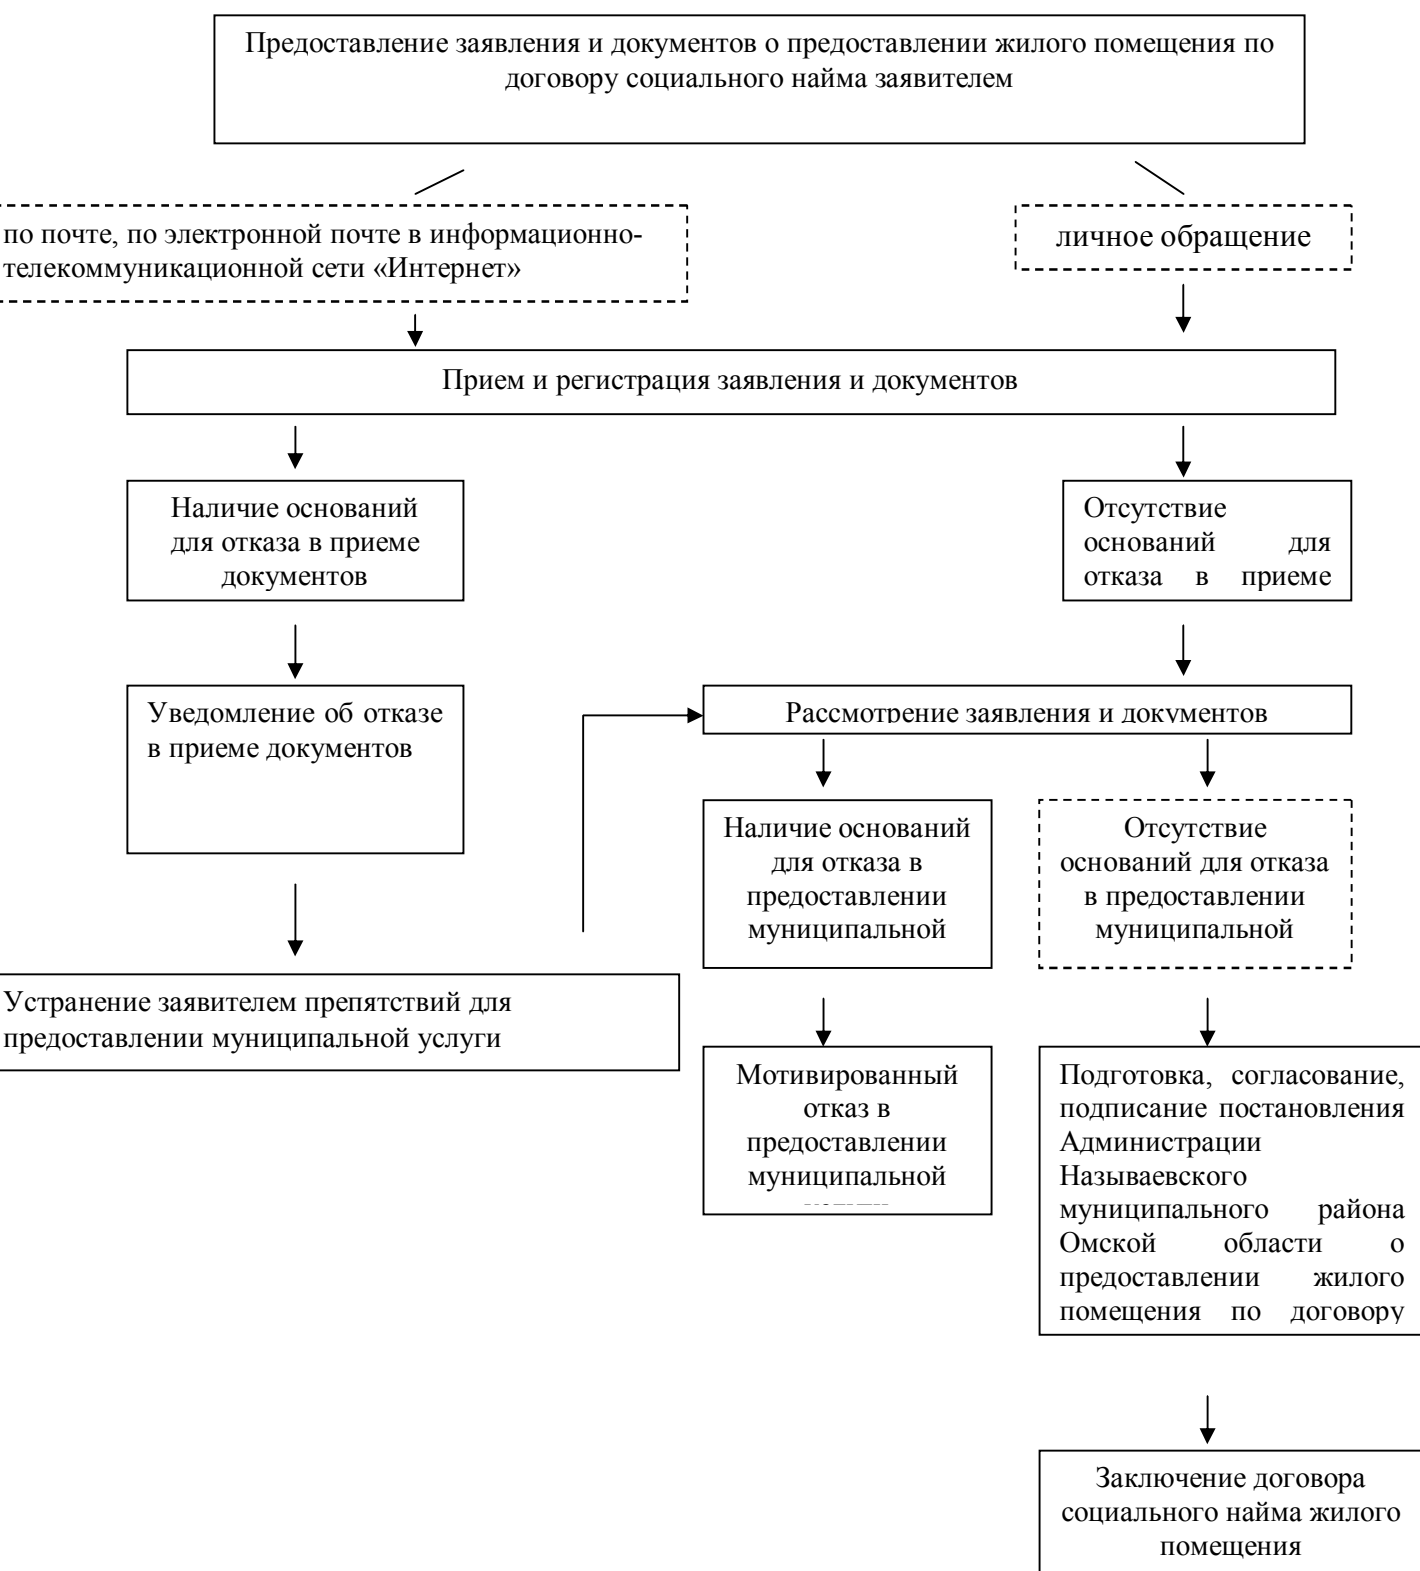 Предоставление заявления и документов о предоставлении жилого помещения по
договору социального найма заявителем
по почте, по электронной почте в информационно-
телекоммуникационной сети «Интернет»
личное обращение
Прием и регистрация заявления и документов
Наличие оснований
для отказа в приеме
документов
Отсутствие
оснований для
отказа в приеме
Уведомление об отказе
в приеме документов
Рассмотрение заявления и документов
Наличие оснований
для отказа в
предоставлении
муниципальной
Отсутствие
оснований для отказа
в предоставлении
муниципальной
Устранение заявителем препятствий для
предоставлении муниципальной услуги
Мотивированный
отказ в
предоставлении
муниципальной
Подготовка, согласование,
подписание постановления
Администрации
Называевского
муниципального района
Омской области о
предоставлении жилого
помещения по договору
Заключение договора
социального найма жилого
помещения